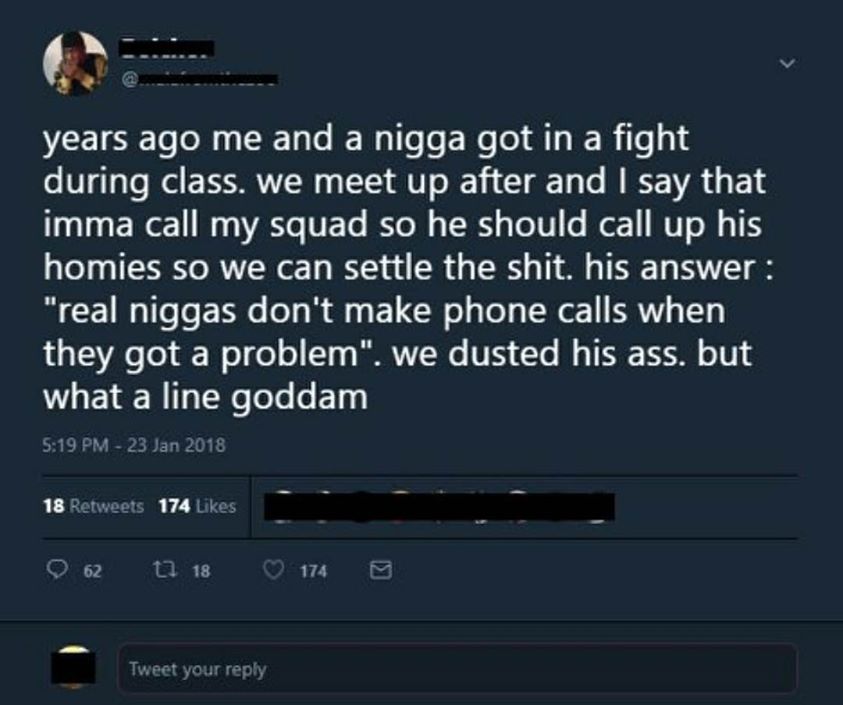 @
years ago me and a nigga got in a fight
during class. we meet up after and I say that
imma call my squad so he should call up his
homies so we can settle the shit. his answer :
"real niggas don't make phone calls when
they got a problem". we dusted his ass. but
what a line goddam
5:19 PM - 23 Jan 2018
18 Retweets 174 Likes
62 18 174
Tweet your reply